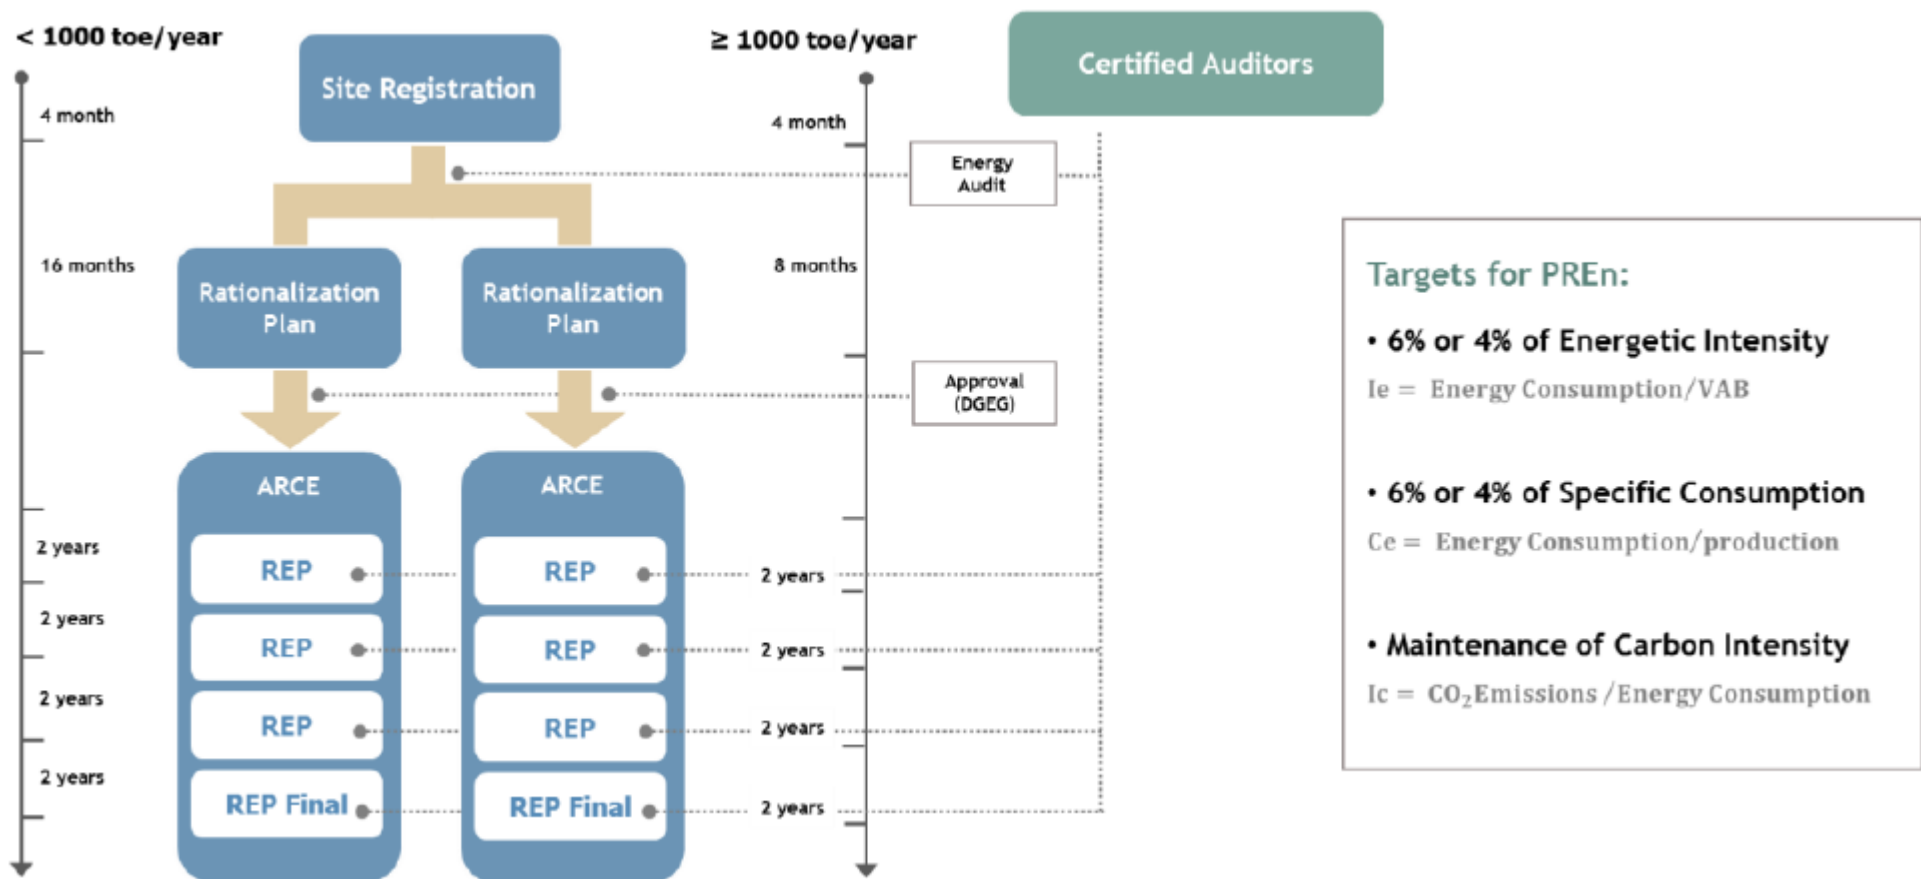 < 1000 toe/year
≥ 1000 toe/year
Certified Auditors
Site Registration
4 month
4 month
Energy
Audit
16 months
8 months
Rationalization
Plan
Rationalization
Plan
Approval
(DGEG)
ARCE
ARCE
2 years
REP
REP
2 years
2 years
REP
REP
2 years
2 years
REP
REP
2 years
2 years
REP Final
REP Final
2 years
Targets for PREn:
• 6% or 4% of Energetic Intensity
Ie = Energy Consumption/VAB
• 6% or 4% of Specific Consumption
Ce = Energy Consumption/production
• Maintenance of Carbon Intensity
Ic = CO₂Emissions /Energy Consumption